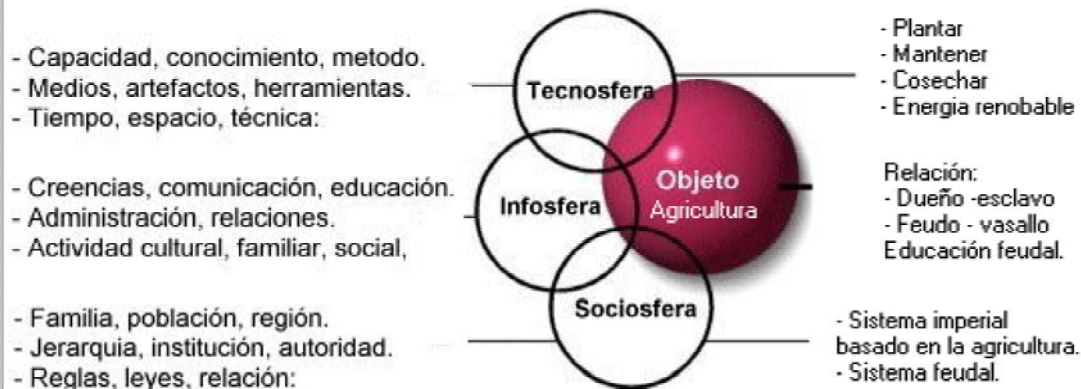 - Capacidad, conocimiento, metodo.
- Medios, artefactos, herramientas.
- Tiempo, espacio, técnica:
Tecnosfera
- Plantar
- Mantener
- Cosechar
- Energia renobable
- Creencias, comunicación, educación.
- Administración, relaciones.
- Actividad cultural, familiar, social,
Infosfera
Objeto
Agricultura
Relación:
- Dueño -esclavo
- Feudo - vasallo
Educación feudal.
- Familia, población, región.
- Jerarquia, institución, autoridad.
- Reglas, leyes, relación:
Sociosfera
- Sistema imperial
basado en la agricultura.
- Sistema feudal.